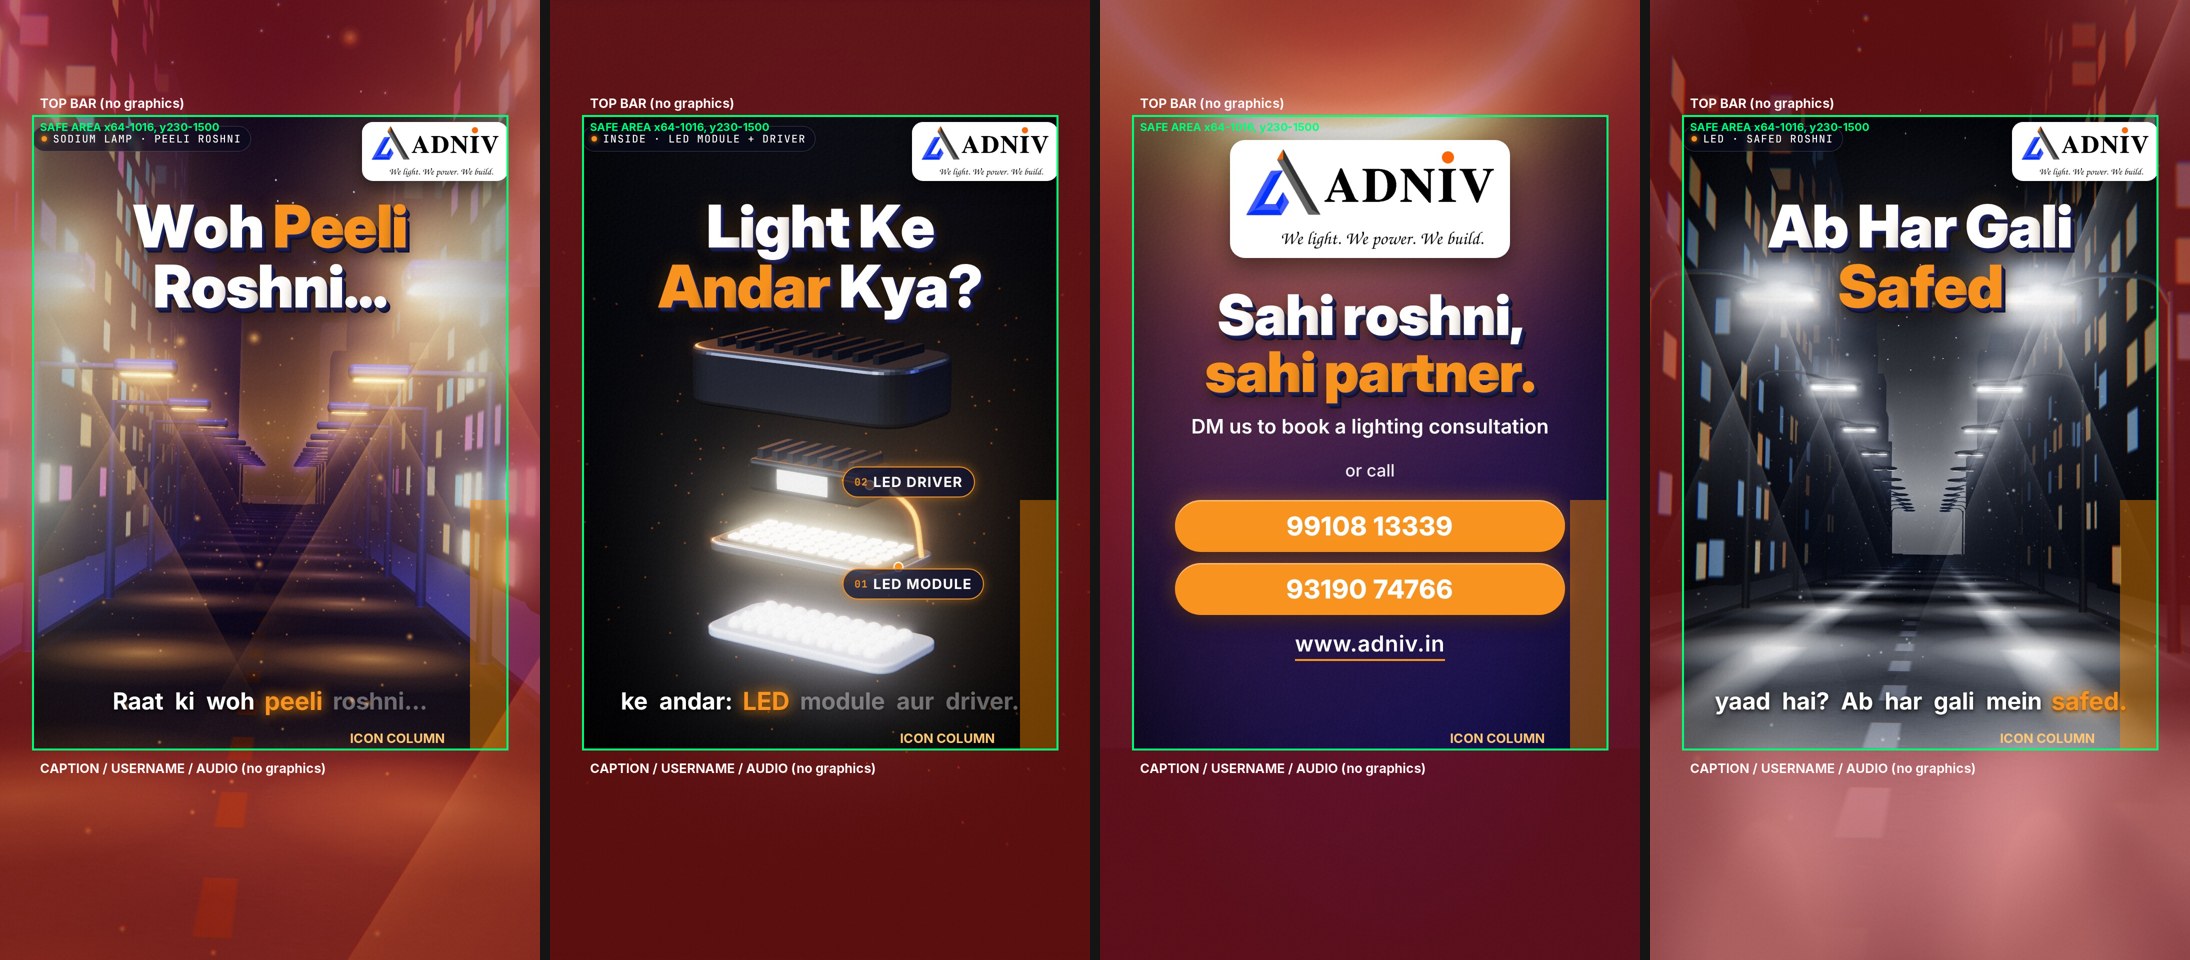 TOP BAR (no graphics)
SAFE AREA x64-1016, y230-1500
SODIUM LAMP · PEELI ROSHNI
ADNIV
We light. We power. We build.
Woh Peeli
Roshni...
Raat ki woh peeli roshni...
ICON COLUMN
CAPTION / USERNAME / AUDIO (no graphics)
TOP BAR (no graphics)
SAFE AREA x64-1016, y230-1500
INSIDE · LED MODULE + DRIVER
ADNIV
We light. We power. We build.
Light Ke
Andar Kya?
02 LED DRIVER
01 LED MODULE
ke andar: LED module aur driver.
ICON COLUMN
CAPTION / USERNAME / AUDIO (no graphics)
TOP BAR (no graphics)
SAFE AREA x64-1016, y230-1500
ADNIV
We light. We power. We build.
Sahi roshni,
sahi partner.
DM us to book a lighting consultation
or call
99108 13339
93190 74766
www.adniv.in
ICON COLUMN
CAPTION / USERNAME / AUDIO (no graphics)
TOP BAR (no graphics)
SAFE AREA x64-1016, y230-1500
LED · SAFED ROSHNI
ADNIV
We light. We power. We build.
Ab Har Gali
Safed
yaad hai? Ab har gali mein safed.
ICON COLUMN
CAPTION / USERNAME / AUDIO (no graphics)